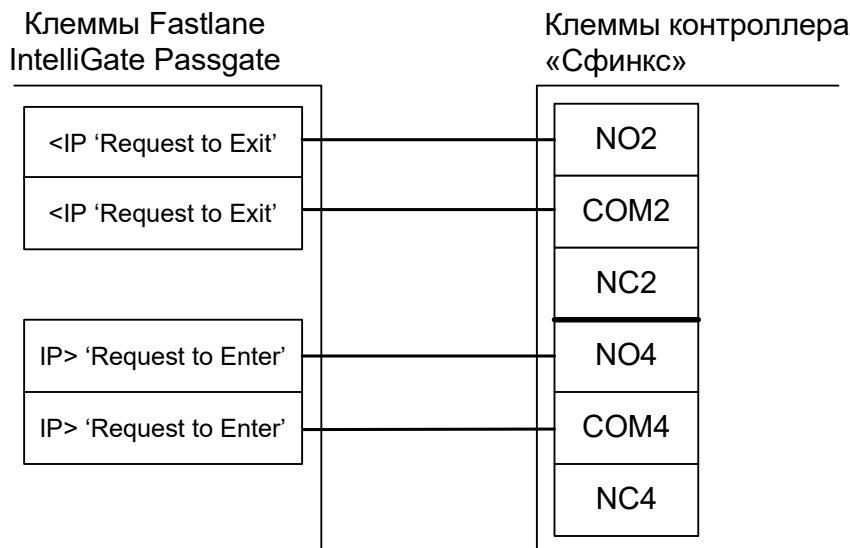 Клеммы Fastlane
IntelliGate Passgate
<IP ‘Request to Exit’
<IP ‘Request to Exit’
IP> ‘Request to Enter’
IP> ‘Request to Enter’
Клеммы контроллера
«Сфинкс»
NO2
COM2
NC2
NO4
COM4
NC4